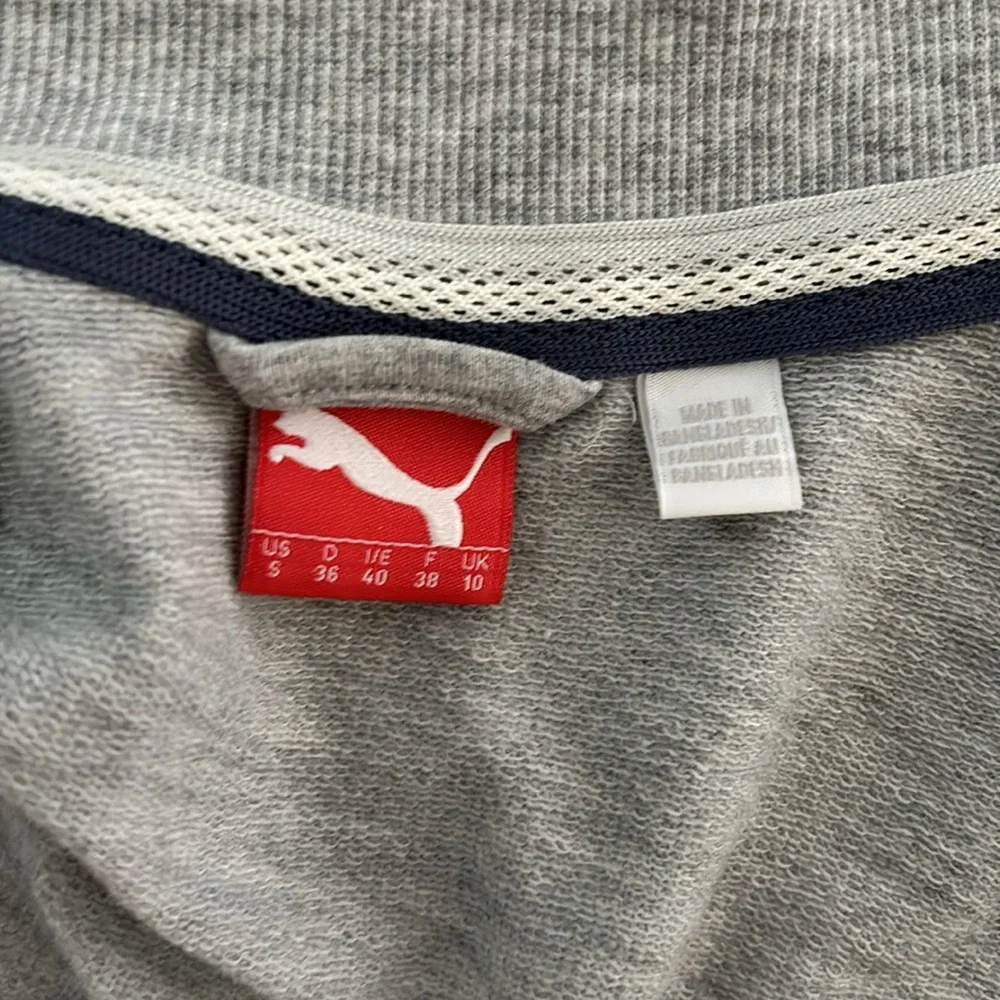 US D I/E F UK
S 36 40 38 10
MADE IN
BANGLADESH/
FABRIQUÉ AU
BANGLADESH